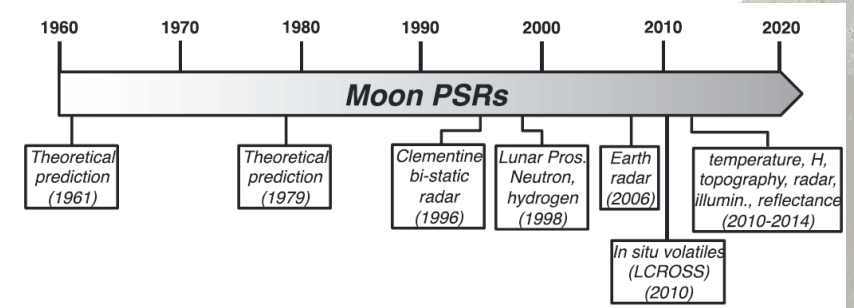 1960 1970 1980 1990 2000 2010 2020
Moon PSRs
Theoretical
prediction
(1961)
Theoretical
prediction
(1979)
Clementine
bi-static
radar
(1996)
Lunar Pros.
Neutron,
hydrogen
(1998)
Earth
radar
(2006)
In situ volatiles
(LCROSS)
(2010)
temperature, H,
topography, radar,
illumin., reflectance
(2010-2014)